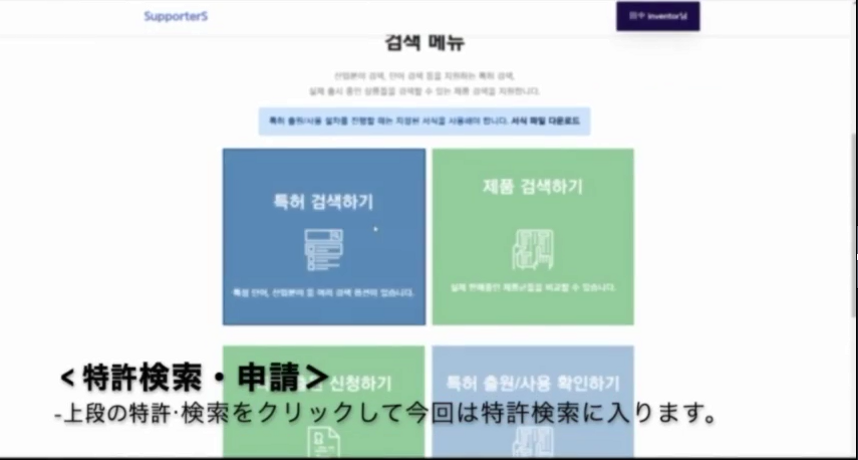 SupporterS
田中 Inventor님
검색 메뉴
산업분야 검색, 단어 검색 등을 지원하는 특허 검색,
실제 출시 중인 상품들을 검색할 수 있는 제품 검색을 지원합니다.
특허 출원/사용 절차를 진행할 때는 지정된 서식을 사용해야 합니다. 서식 파일 다운로드
특허 검색하기
제품 검색하기
특정 단어, 산업분야 등 여러 검색 옵션이 있습니다.
실제 판매중인 제품군들을 비교할 수 있습니다.
신청하기
특허 출원/사용 확인하기
<特許検索・申請>
-上段の特許·検索をクリックして今回は特許検索に入ります。